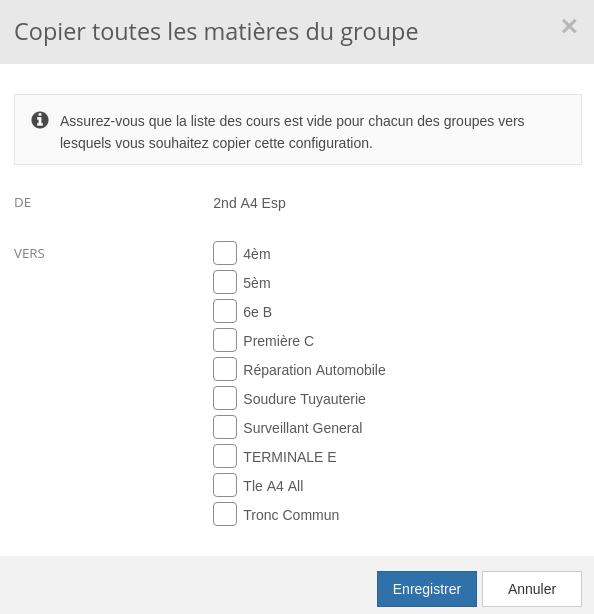 Copier toutes les matières du groupe
Assurez-vous que la liste des cours est vide pour chacun des groupes vers
lesquels vous souhaitez copier cette configuration.
DE 2nd A4 Esp
VERS
4èm
5èm
6e B
Première C
Réparation Automobile
Soudure Tuyauterie
Surveillant General
TERMINALE E
Tle A4 All
Tronc Commun
Enregistrer Annuler